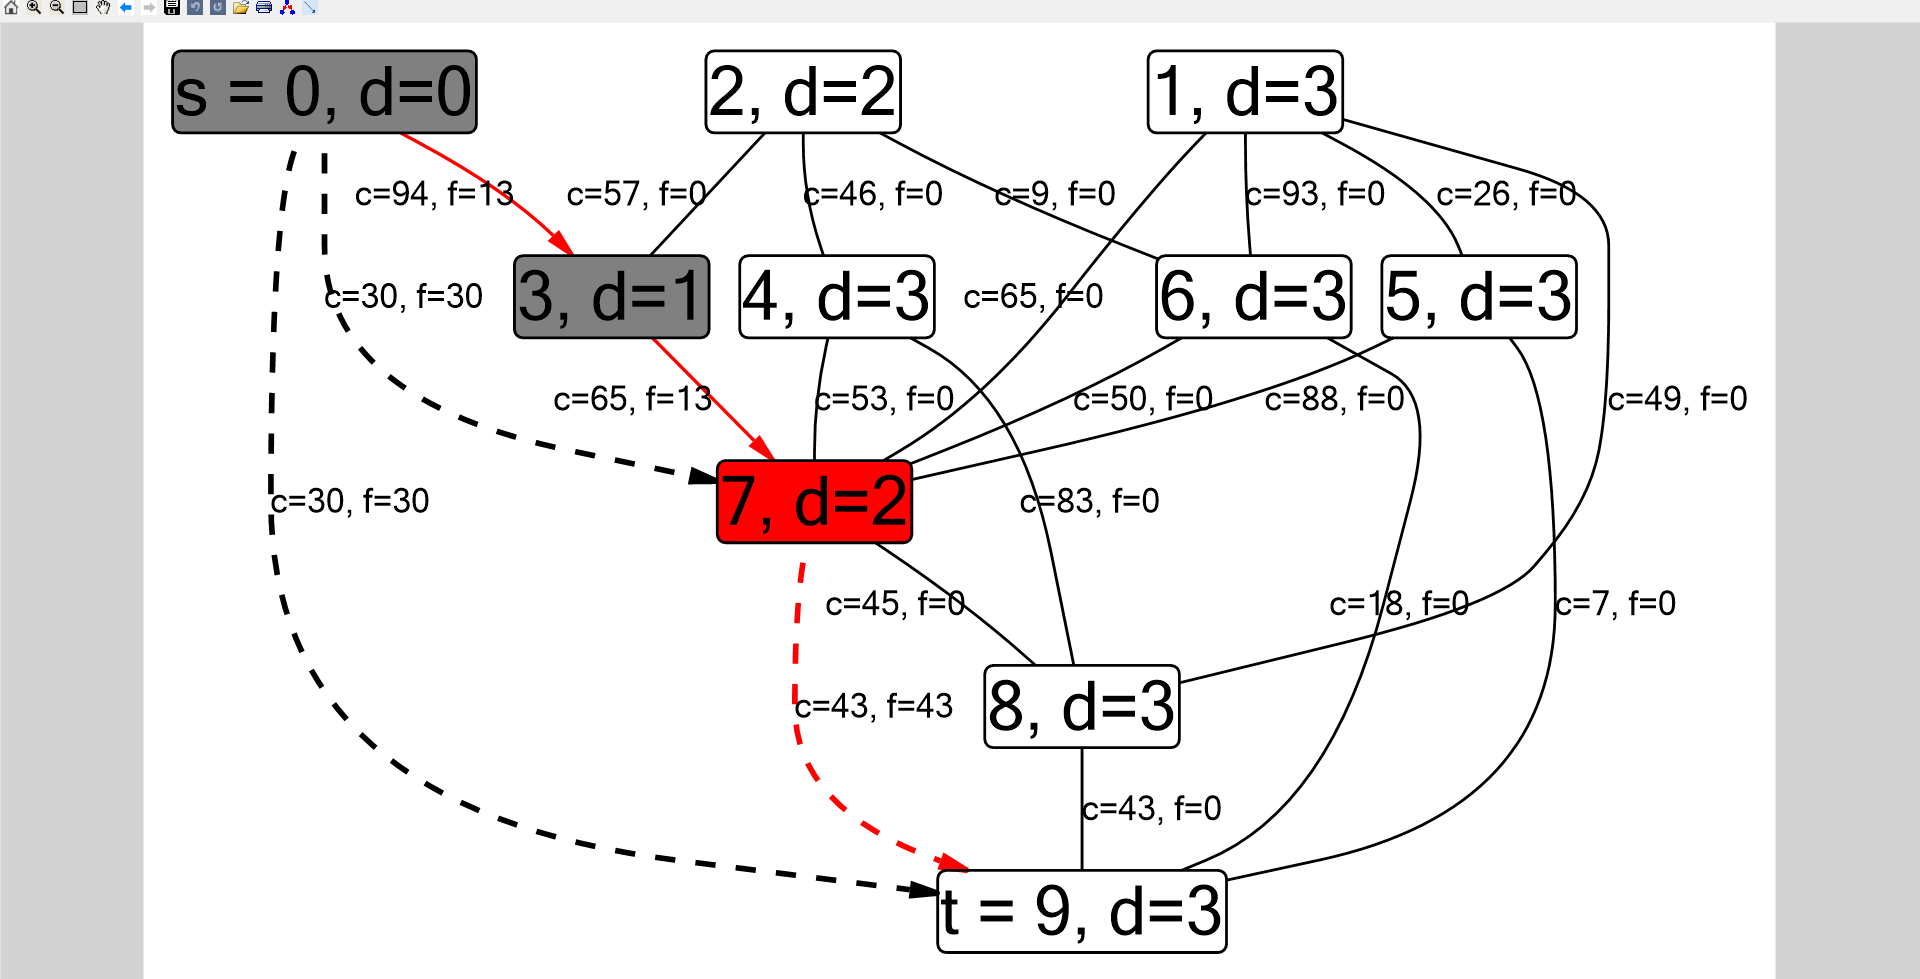 s = 0, d=0
2, d=2
1, d=3
c=94, f=13
c=57, f=0
c=46, f=0
c=9, f=0
c=93, f=0
c=26, f=0
c=30, f=30
3, d=1
4, d=3
c=65, f=0
6, d=3
5, d=3
c=65, f=13
c=53, f=0
c=50, f=0
c=88, f=0
c=49, f=0
c=30, f=30
7, d=2
c=83, f=0
c=45, f=0
c=18, f=0
c=7, f=0
c=43, f=43
8, d=3
c=43, f=0
t = 9, d=3